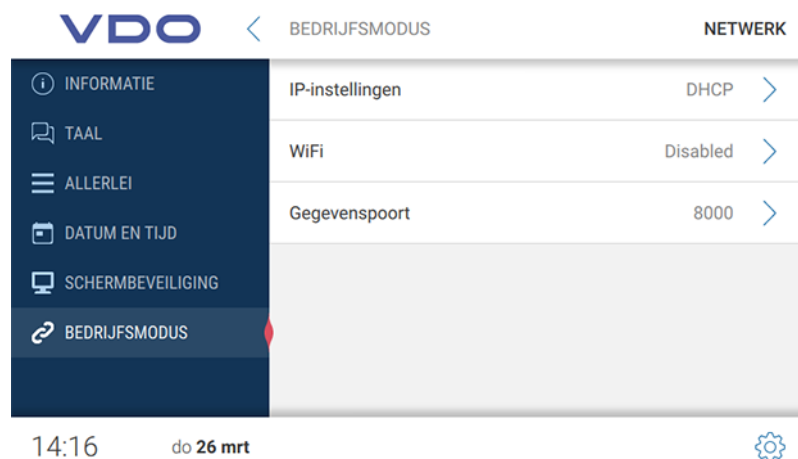 VDO
BEDRIJFSMODUS
NETWERK
INFORMATIE
TAAL
ALLERLEI
DATUM EN TIJD
SCHERMBEVEILIGING
BEDRIJFSMODUS
IP-instellingen DHCP
WiFi Disabled
Gegevenspoort 8000
14:16 do 26 mrt